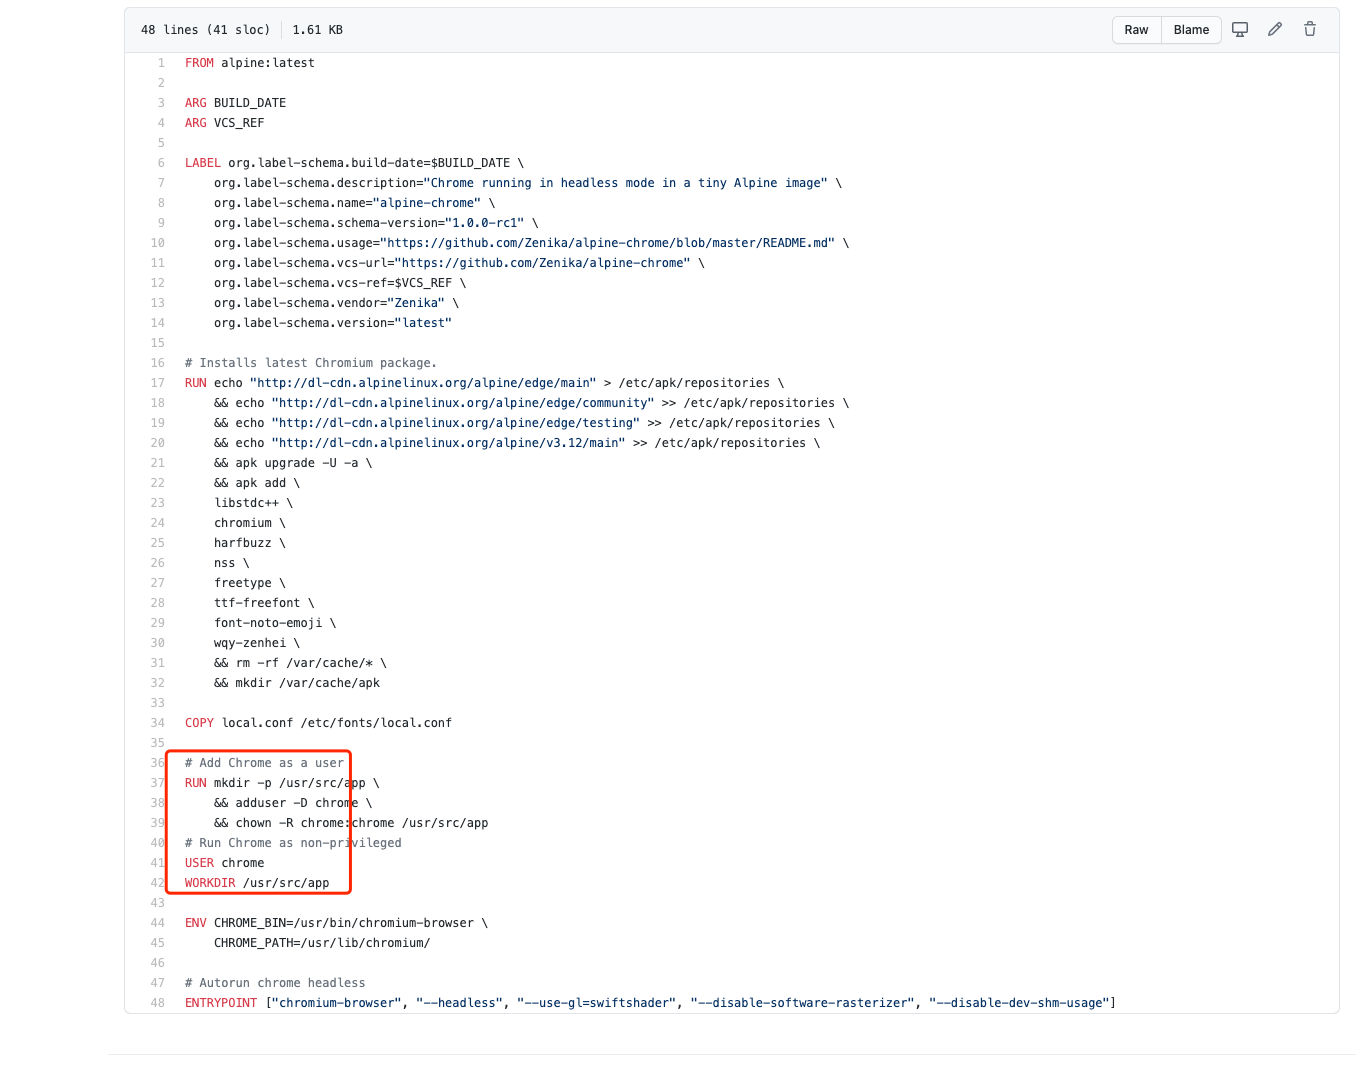 48 lines (41 sloc) 1.61 KB Raw Blame
1 FROM alpine:latest
2
3 ARG BUILD_DATE
4 ARG VCS_REF
5
6 LABEL org.label-schema.build-date=$BUILD_DATE \
7 org.label-schema.description="Chrome running in headless mode in a tiny Alpine image" \
8 org.label-schema.name="alpine-chrome" \
9 org.label-schema.schema-version="1.0.0-rc1" \
10 org.label-schema.usage="https://github.com/Zenika/alpine-chrome/blob/master/README.md" \
11 org.label-schema.vcs-url="https://github.com/Zenika/alpine-chrome" \
12 org.label-schema.vcs-ref=$VCS_REF \
13 org.label-schema.vendor="Zenika" \
14 org.label-schema.version="latest"
15
16 # Installs latest Chromium package.
17 RUN echo "http://dl-cdn.alpinelinux.org/alpine/edge/main" > /etc/apk/repositories \
18 && echo "http://dl-cdn.alpinelinux.org/alpine/edge/community" >> /etc/apk/repositories \
19 && echo "http://dl-cdn.alpinelinux.org/alpine/edge/testing" >> /etc/apk/repositories \
20 && echo "http://dl-cdn.alpinelinux.org/alpine/v3.12/main" >> /etc/apk/repositories \
21 && apk upgrade -U -a \
22 && apk add \
23 libstdc++ \
24 chromium \
25 harfbuzz \
26 nss \
27 freetype \
28 ttf-freefont \
29 font-noto-emoji \
30 wqy-zenhei \
31 && rm -rf /var/cache/* \
32 && mkdir /var/cache/apk
33
34 COPY local.conf /etc/fonts/local.conf
35
36 # Add Chrome as a user
37 RUN mkdir -p /usr/src/app \
38 && adduser -D chrome \
39 && chown -R chrome:chrome /usr/src/app
40 # Run Chrome as non-privileged
41 USER chrome
42 WORKDIR /usr/src/app
43
44 ENV CHROME_BIN=/usr/bin/chromium-browser \
45 CHROME_PATH=/usr/lib/chromium/
46
47 # Autorun chrome headless
48 ENTRYPOINT ["chromium-browser", "--headless", "--use-gl=swiftshader", "--disable-software-rasterizer", "--disable-dev-shm-usage"]